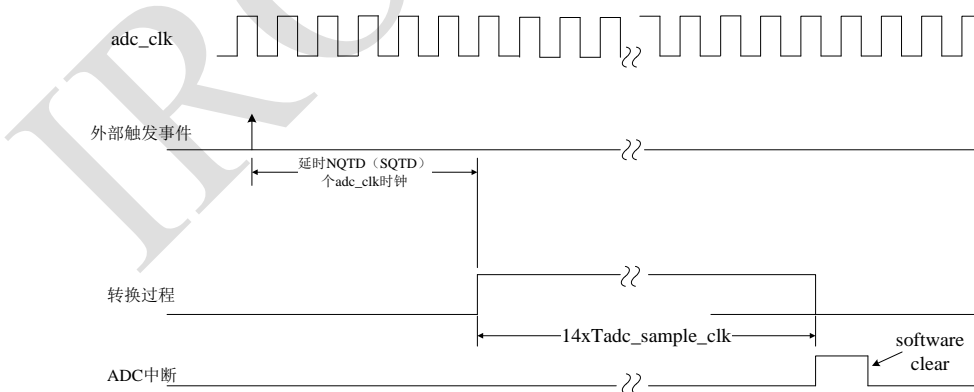 adc_clk
外部触发事件
延时NQTD（SQTD）
个adc_clk时钟
转换过程
14xTadc_sample_clk
software
clear
ADC中断